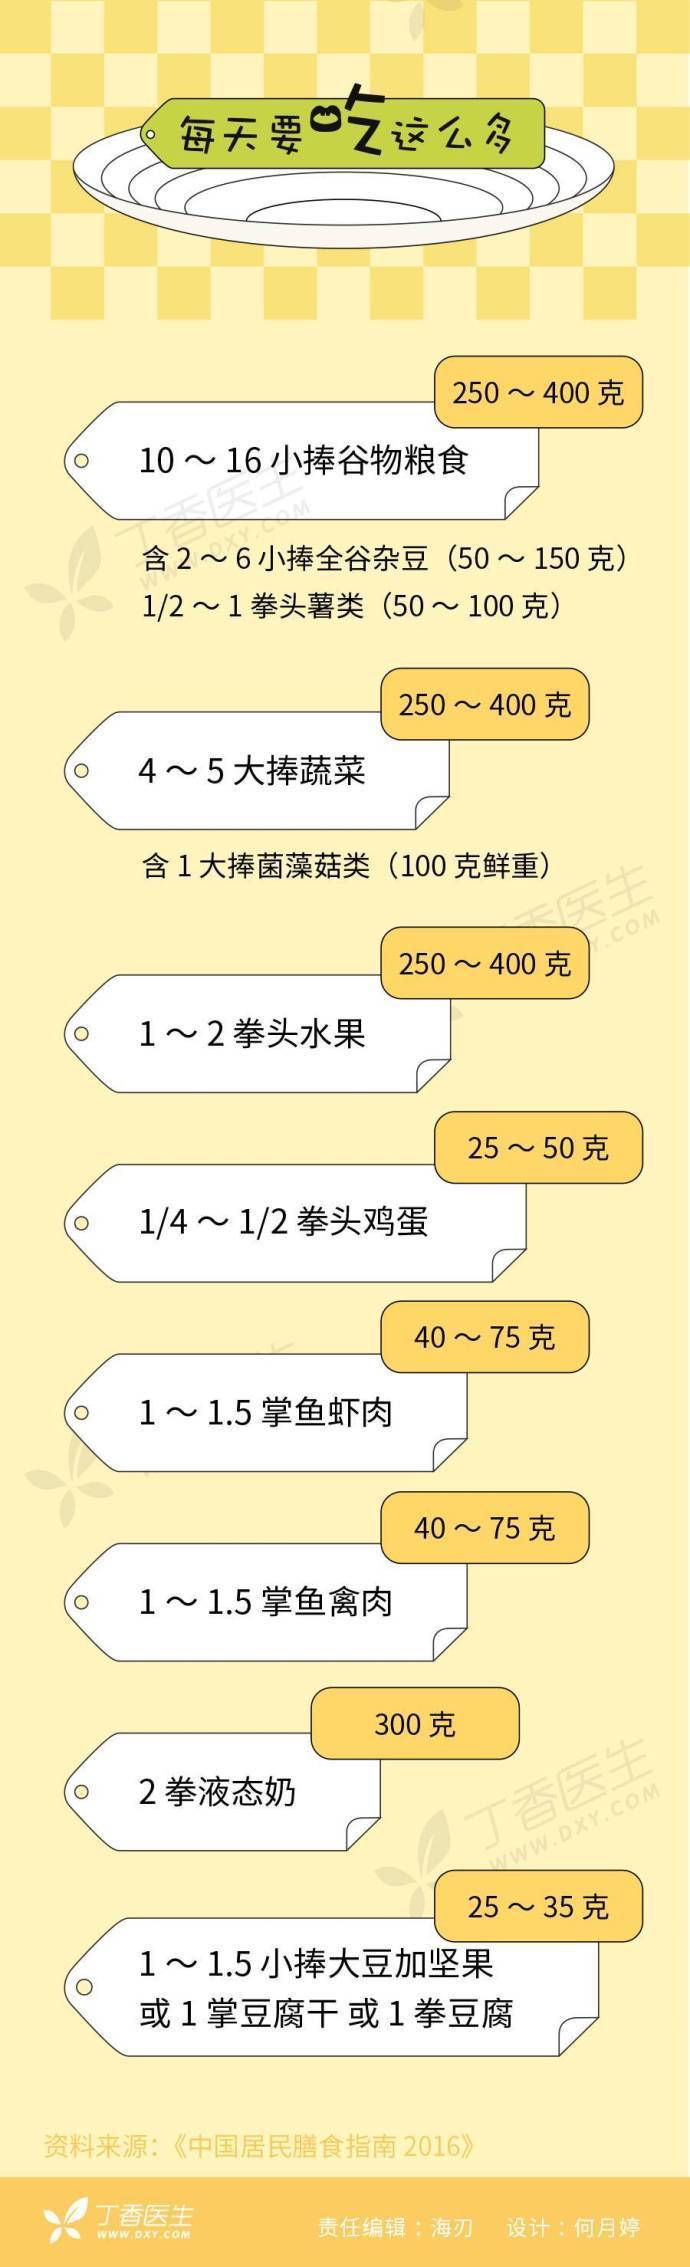 每天要吃这么多
250～400 克
10～16 小捧谷物粮食
含 2～6 小捧全谷杂豆（50～150 克）
1/2～1 拳头薯类（50～100 克）
250～400 克
4～5 大捧蔬菜
含 1 大捧菌藻菇类（100 克鲜重）
250～400 克
1～2 拳头水果
25～50 克
1/4～1/2 拳头鸡蛋
40～75 克
1～1.5 掌鱼虾肉
40～75 克
1～1.5 掌鱼禽肉
300 克
2 拳液态奶
25～35 克
1～1.5 小捧大豆加坚果
或 1 掌豆腐干 或 1 拳豆腐
资料来源：《中国居民膳食指南 2016》
丁香医生
WWW.DXY.COM
责任编辑：海刃 设计：何月婷